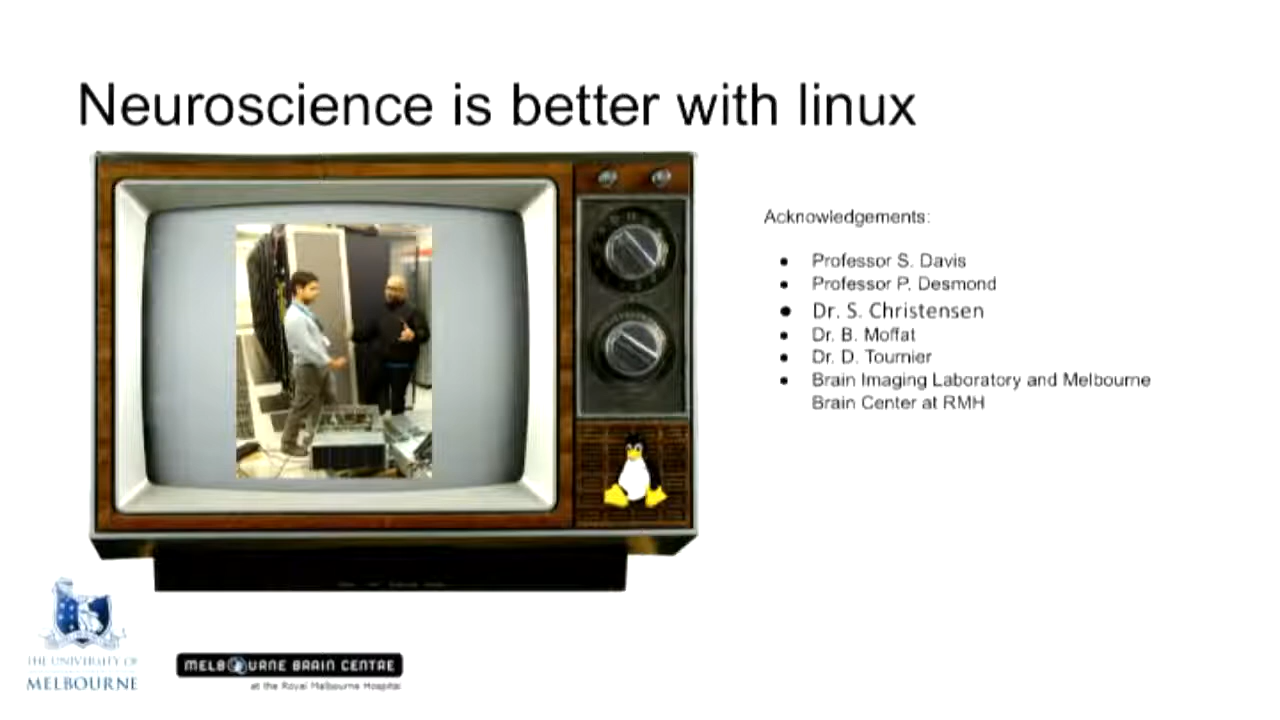 Neuroscience is better with linux
Acknowledgements:
● Professor S. Davis
● Professor P. Desmond
● Dr. S. Christensen
● Dr. B. Moffat
● Dr. D. Tournier
● Brain Imaging Laboratory and Melbourne
Brain Center at RMH
THE UNIVERSITY OF
MELBOURNE
MELBOURNE BRAIN CENTRE
at the Royal Melbourne Hospital